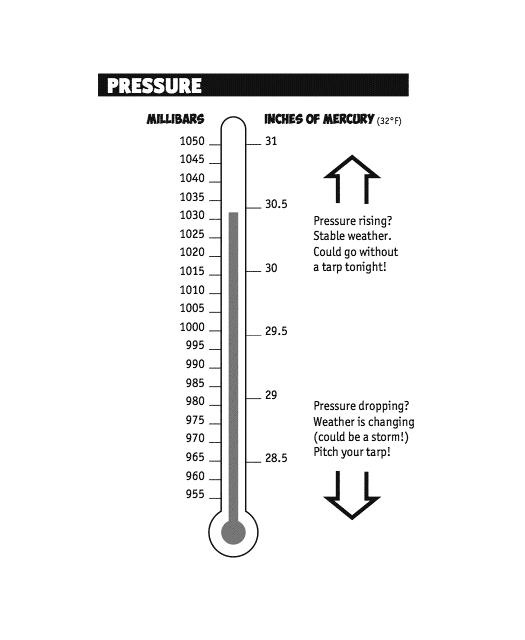 PRESSURE
MILLIBARS
INCHES OF MERCURY (32°F)
1050
1045
1040
1035
1030
1025
1020
1015
1010
1005
1000
995
990
985
980
975
970
965
960
955
31
30.5
30
29.5
29
28.5
Pressure rising?
Stable weather.
Could go without
a tarp tonight!
Pressure dropping?
Weather is changing
(could be a storm!)
Pitch your tarp!